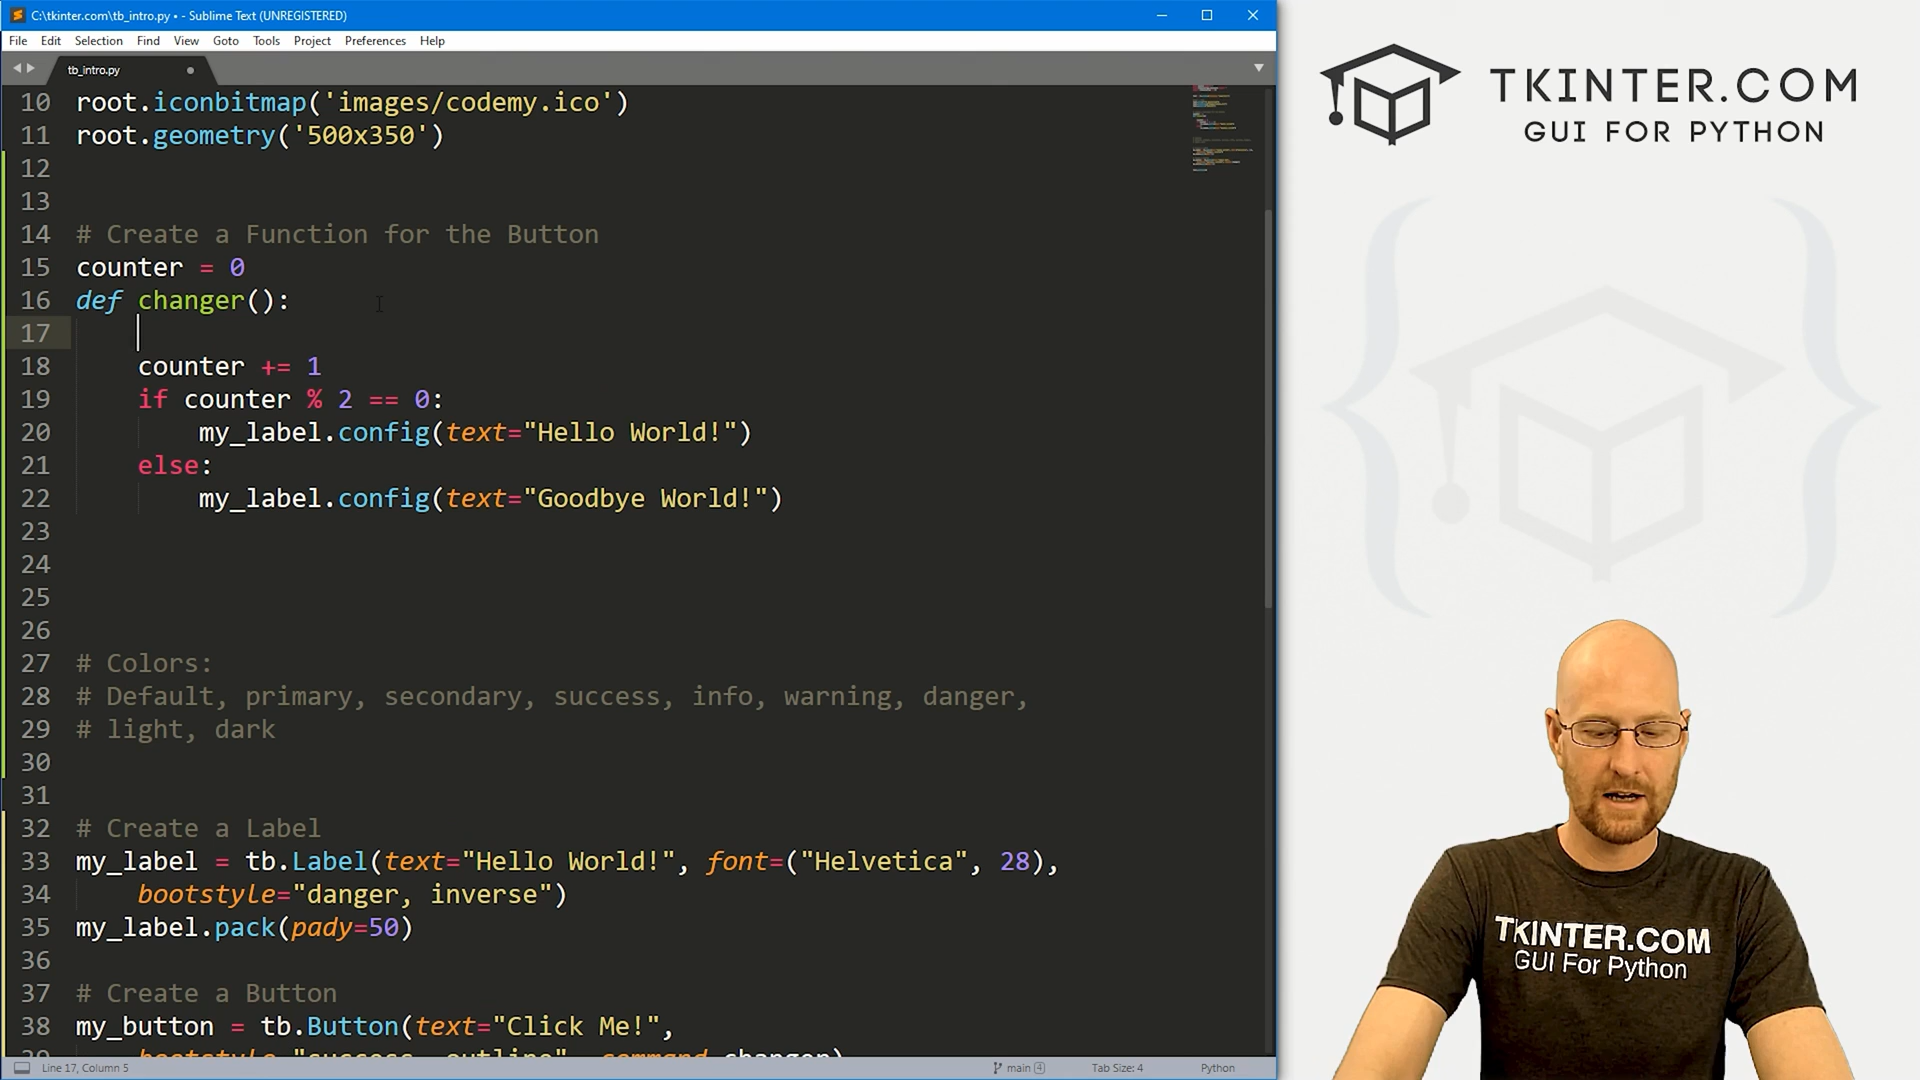 C:\tkinter.com\tb_intro.py • - Sublime Text (UNREGISTERED)
File Edit Selection Find View Goto Tools Project Preferences Help
tb_intro.py
10 root.iconbitmap('images/codemy.ico')
11 root.geometry('500x350')
12
13
14 # Create a Function for the Button
15 counter = 0
16 def changer():
17
18 counter += 1
19 if counter % 2 == 0:
20 my_label.config(text="Hello World!")
21 else:
22 my_label.config(text="Goodbye World!")
23
24
25
26
27 # Colors:
28 # Default, primary, secondary, success, info, warning, danger,
29 # light, dark
30
31
32 # Create a Label
33 my_label = tb.Label(text="Hello World!", font=("Helvetica", 28),
34 bootstyle="danger, inverse")
35 my_label.pack(pady=50)
36
37 # Create a Button
38 my_button = tb.Button(text="Click Me!",
39 bootstyle="success, outline", command=changer)
Line 17, Column 5
main 4
Tab Size: 4
Python
TKINTER.COM
GUI FOR PYTHON
TKINTER.COM
GUI For Python